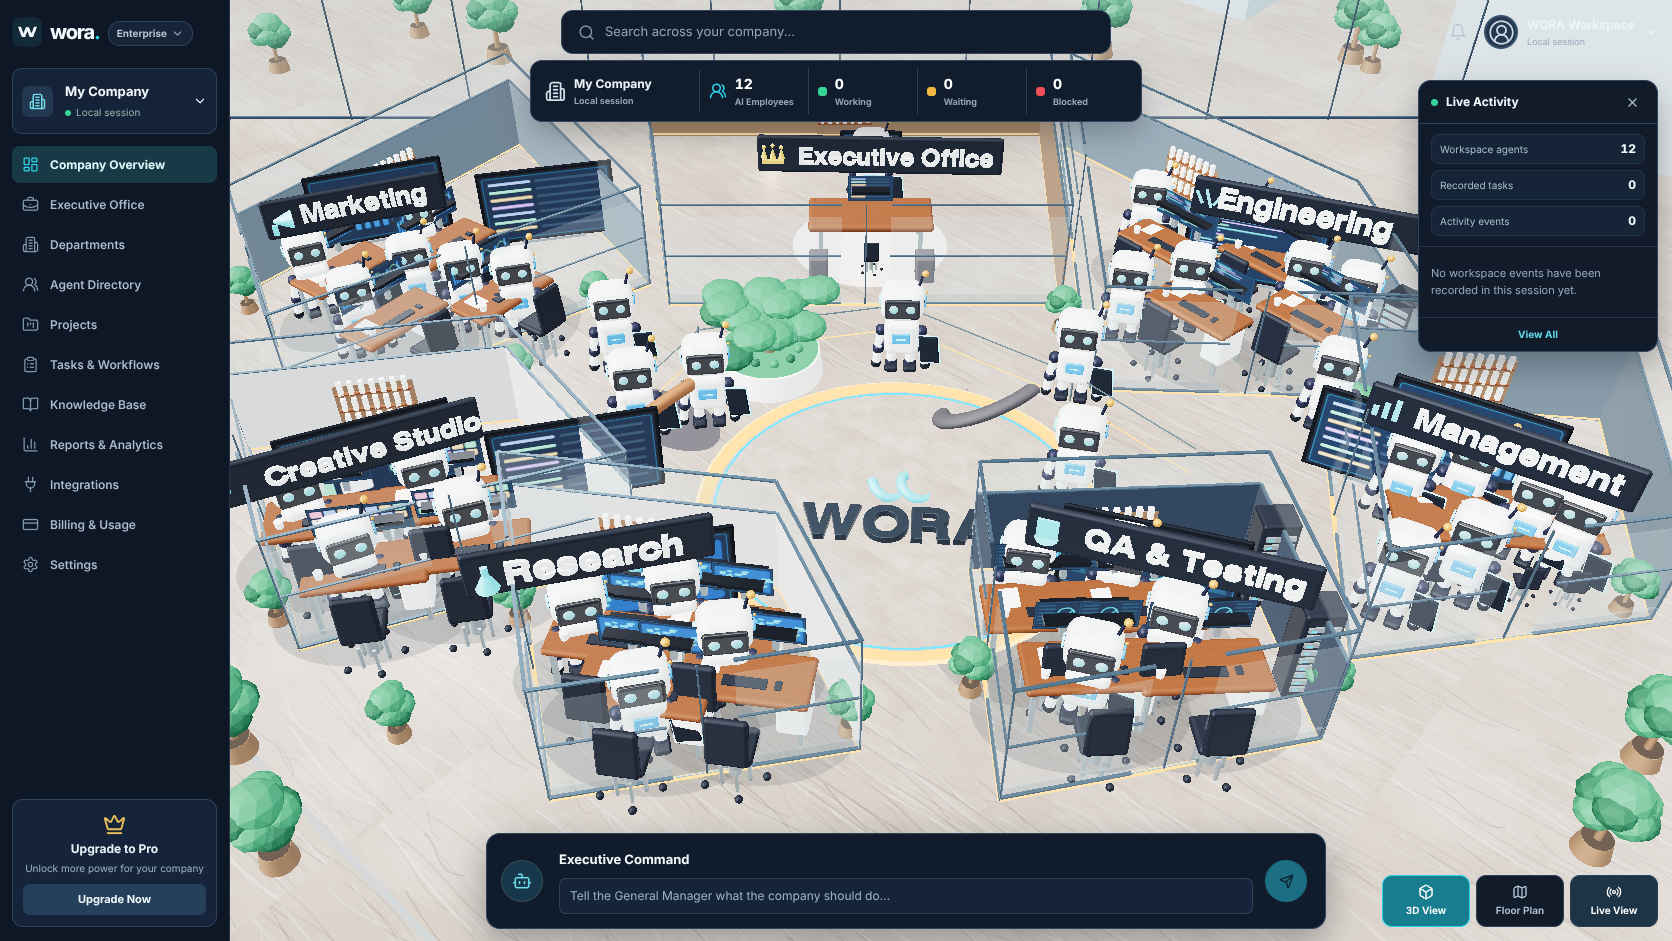 W wora. Enterprise
My Company
Local session
Company Overview
Executive Office
Departments
Agent Directory
Projects
Tasks & Workflows
Knowledge Base
Reports & Analytics
Integrations
Billing & Usage
Settings
Upgrade to Pro
Unlock more power for your company
Upgrade Now
Search across your company...
My Company
Local session
12
AI Employees
0
Working
0
Waiting
0
Blocked
WORA Workspace
Local session
Live Activity
Workspace agents 12
Recorded tasks 0
Activity events 0
No workspace events have been
recorded in this session yet.
View All
Executive Office
Marketing
Engineering
Creative Studio
Management
Research
QA & Testing
WORA
Executive Command
Tell the General Manager what the company should do...
3D View
Floor Plan
Live View